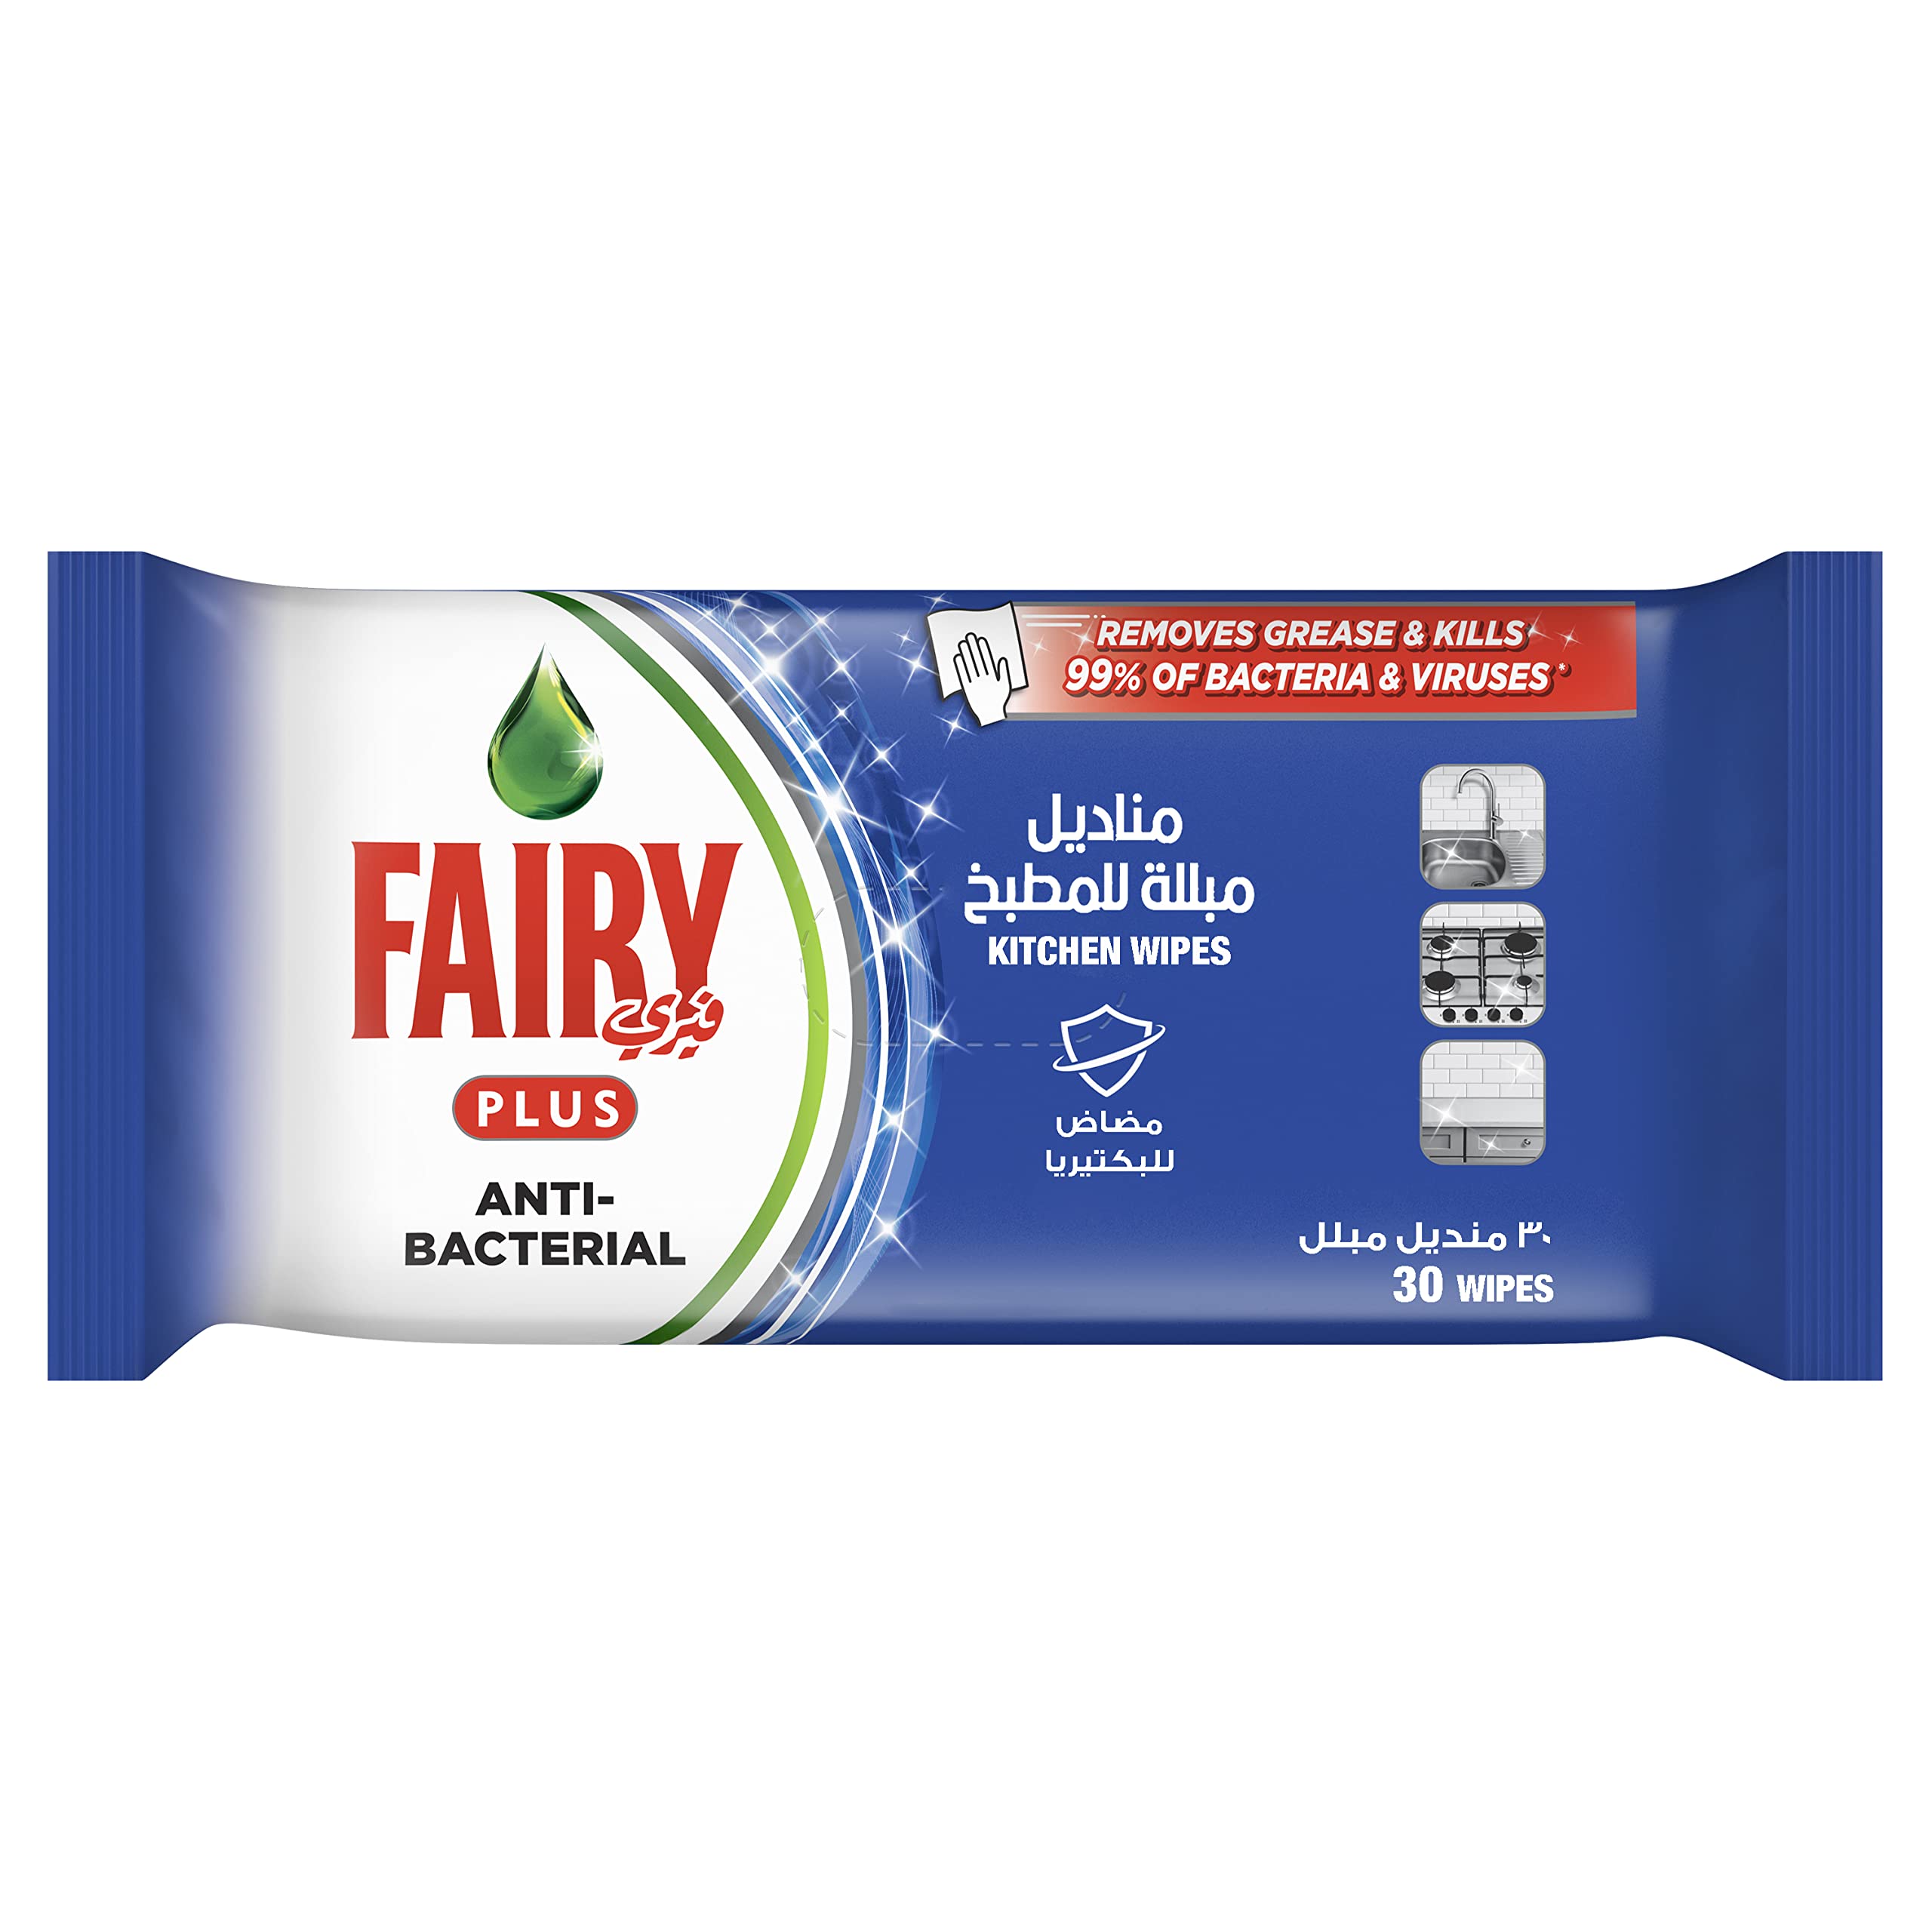 FAIRY
فيري
PLUS
ANTI-
BACTERIAL
REMOVES GREASE & KILLS
99% OF BACTERIA & VIRUSES*
مناديل
مبللة للمطبخ
KITCHEN WIPES
مضاض
للبكتيريا
٣٠ منديل مبلل
30 WIPES